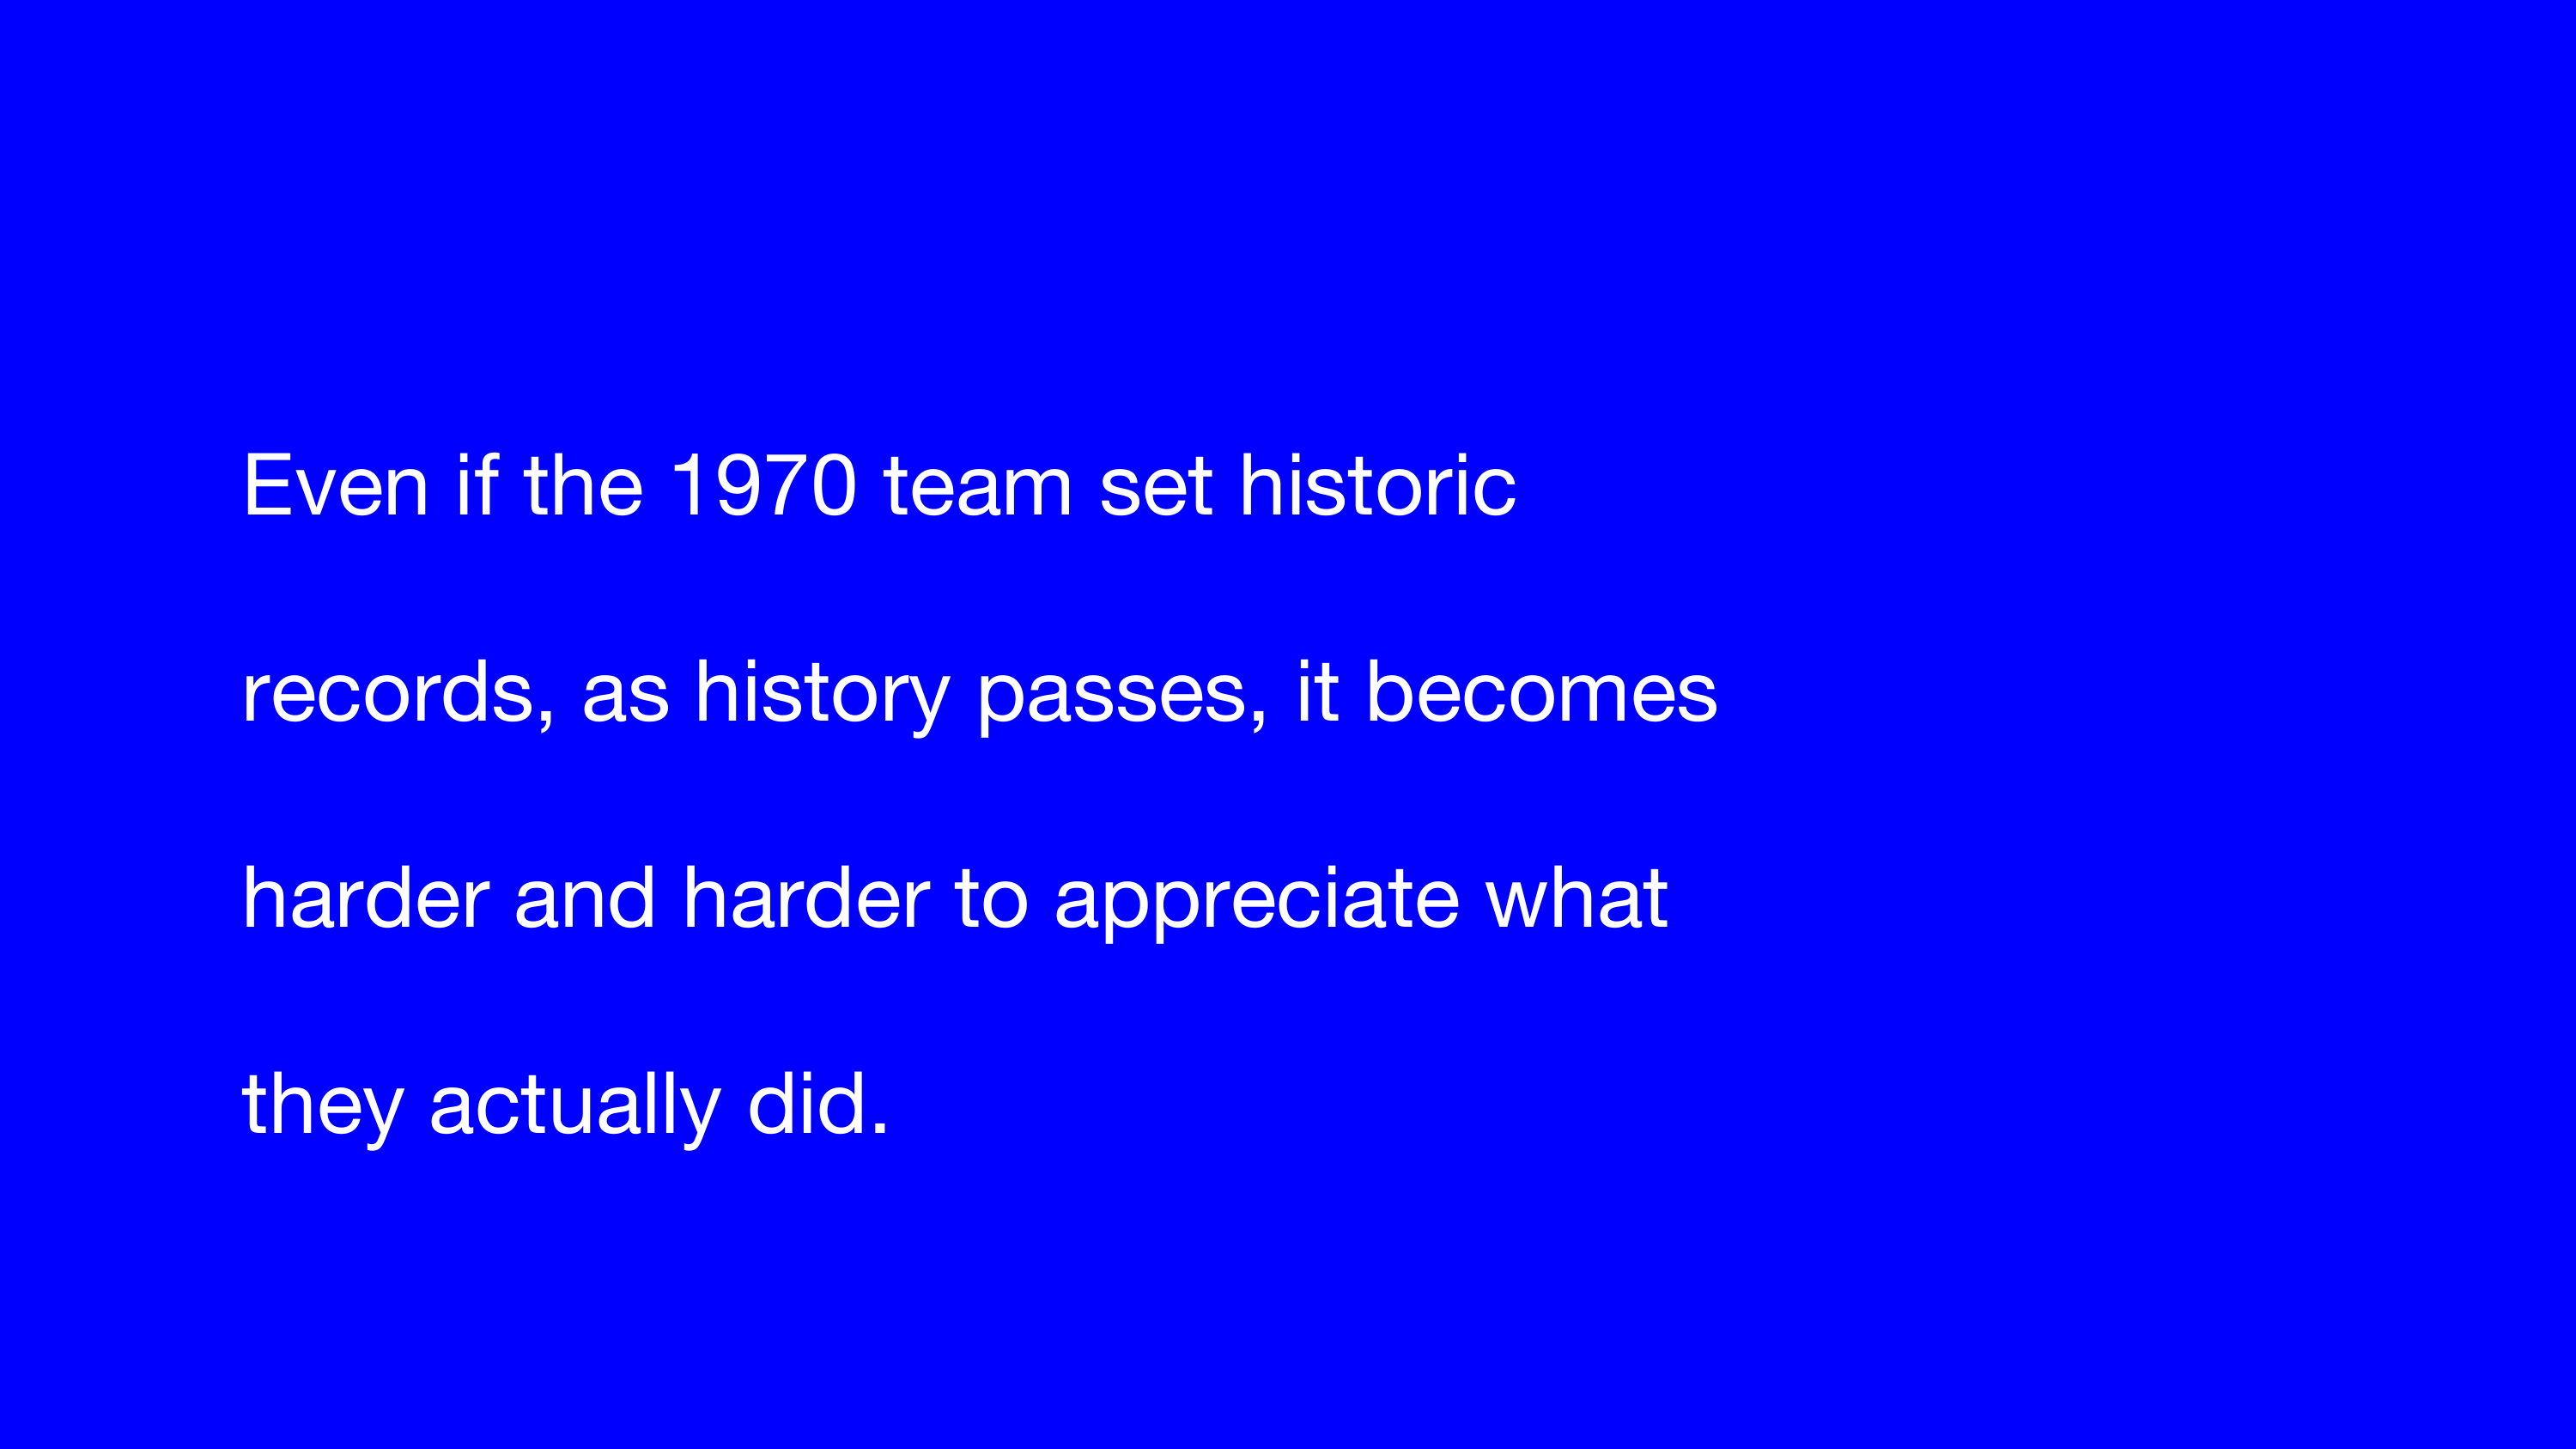 Even if the 1970 team set historic
records, as history passes, it becomes
harder and harder to appreciate what
they actually did.